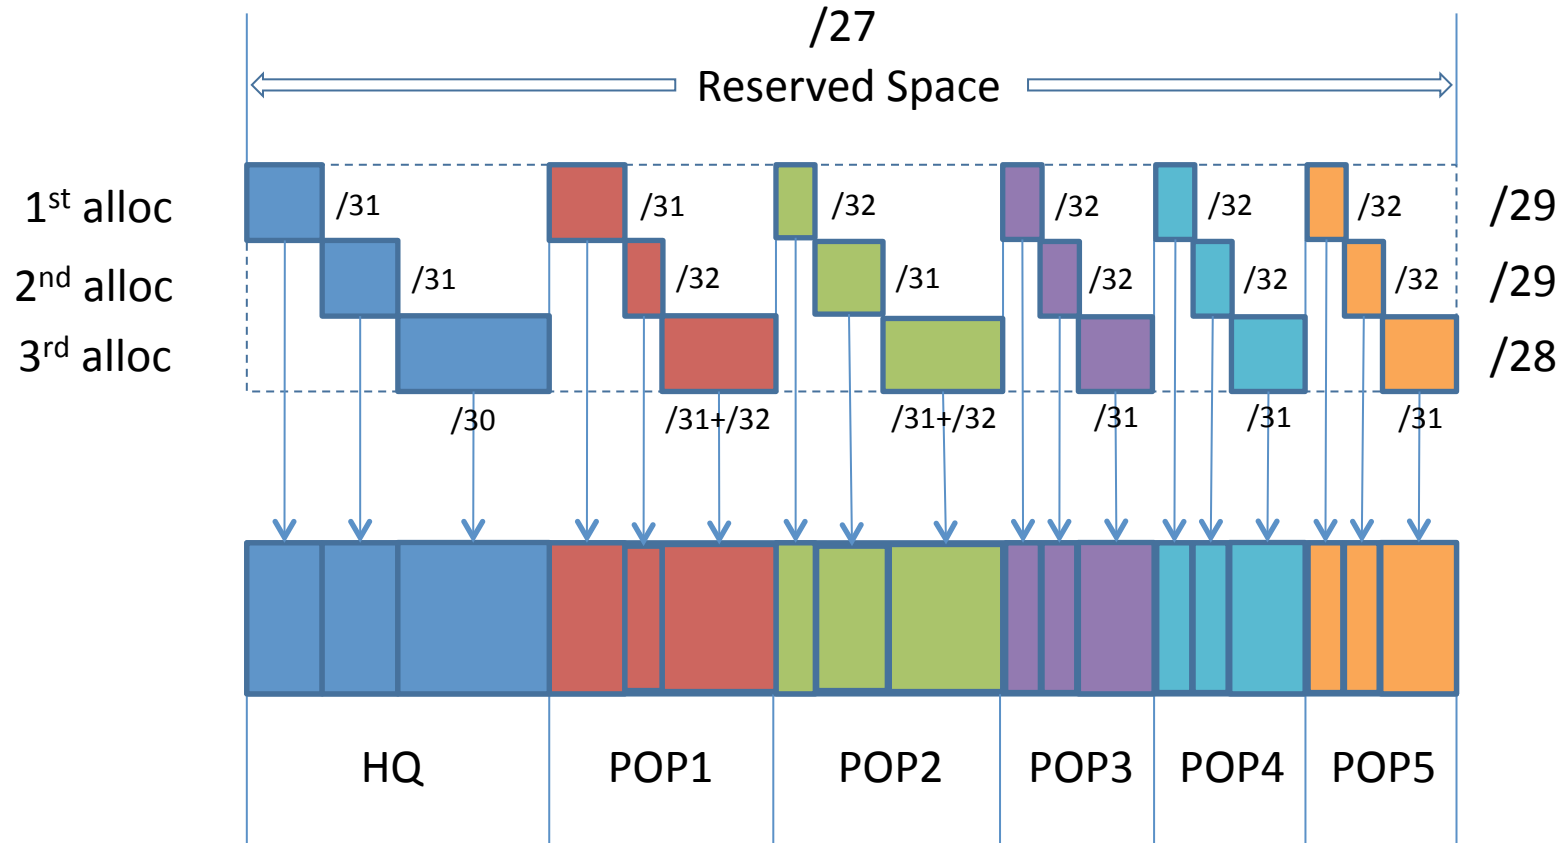 /27
Reserved Space
1st alloc /31 /31 /32 /32 /32 /32 /29
2nd alloc /31 /32 /31 /32 /32 /32 /29
3rd alloc /28
/30 /31+/32 /31+/32 /31 /31 /31
HQ POP1 POP2 POP3 POP4 POP5